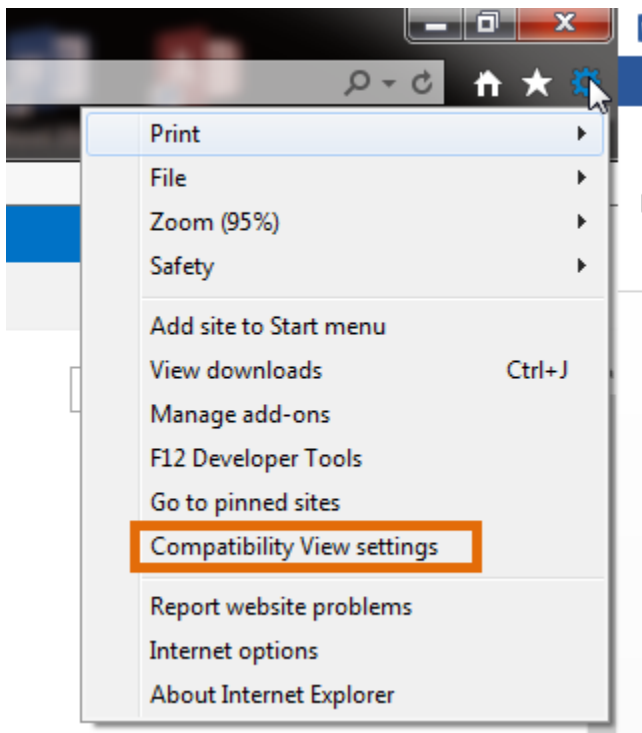 Print
File
Zoom (95%)
Safety
Add site to Start menu
View downloads Ctrl+J
Manage add-ons
F12 Developer Tools
Go to pinned sites
Compatibility View settings
Report website problems
Internet options
About Internet Explorer